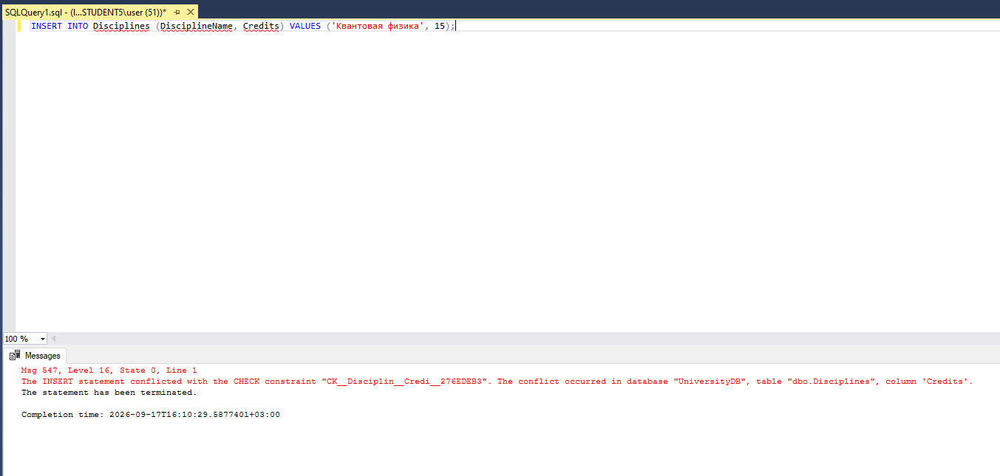 SQLQuery1.sql - (l...STUDENT5\user (51))*
INSERT INTO Disciplines (DisciplineName, Credits) VALUES ('Квантовая физика', 15);
100 %
Messages
Msg 547, Level 16, State 0, Line 1
The INSERT statement conflicted with the CHECK constraint "CK__Disciplin__Credi__276EDEB3". The conflict occurred in database "UniversityDB", table "dbo.Disciplines", column 'Credits'.
The statement has been terminated.
Completion time: 2026-09-17T16:10:29.5877401+03:00